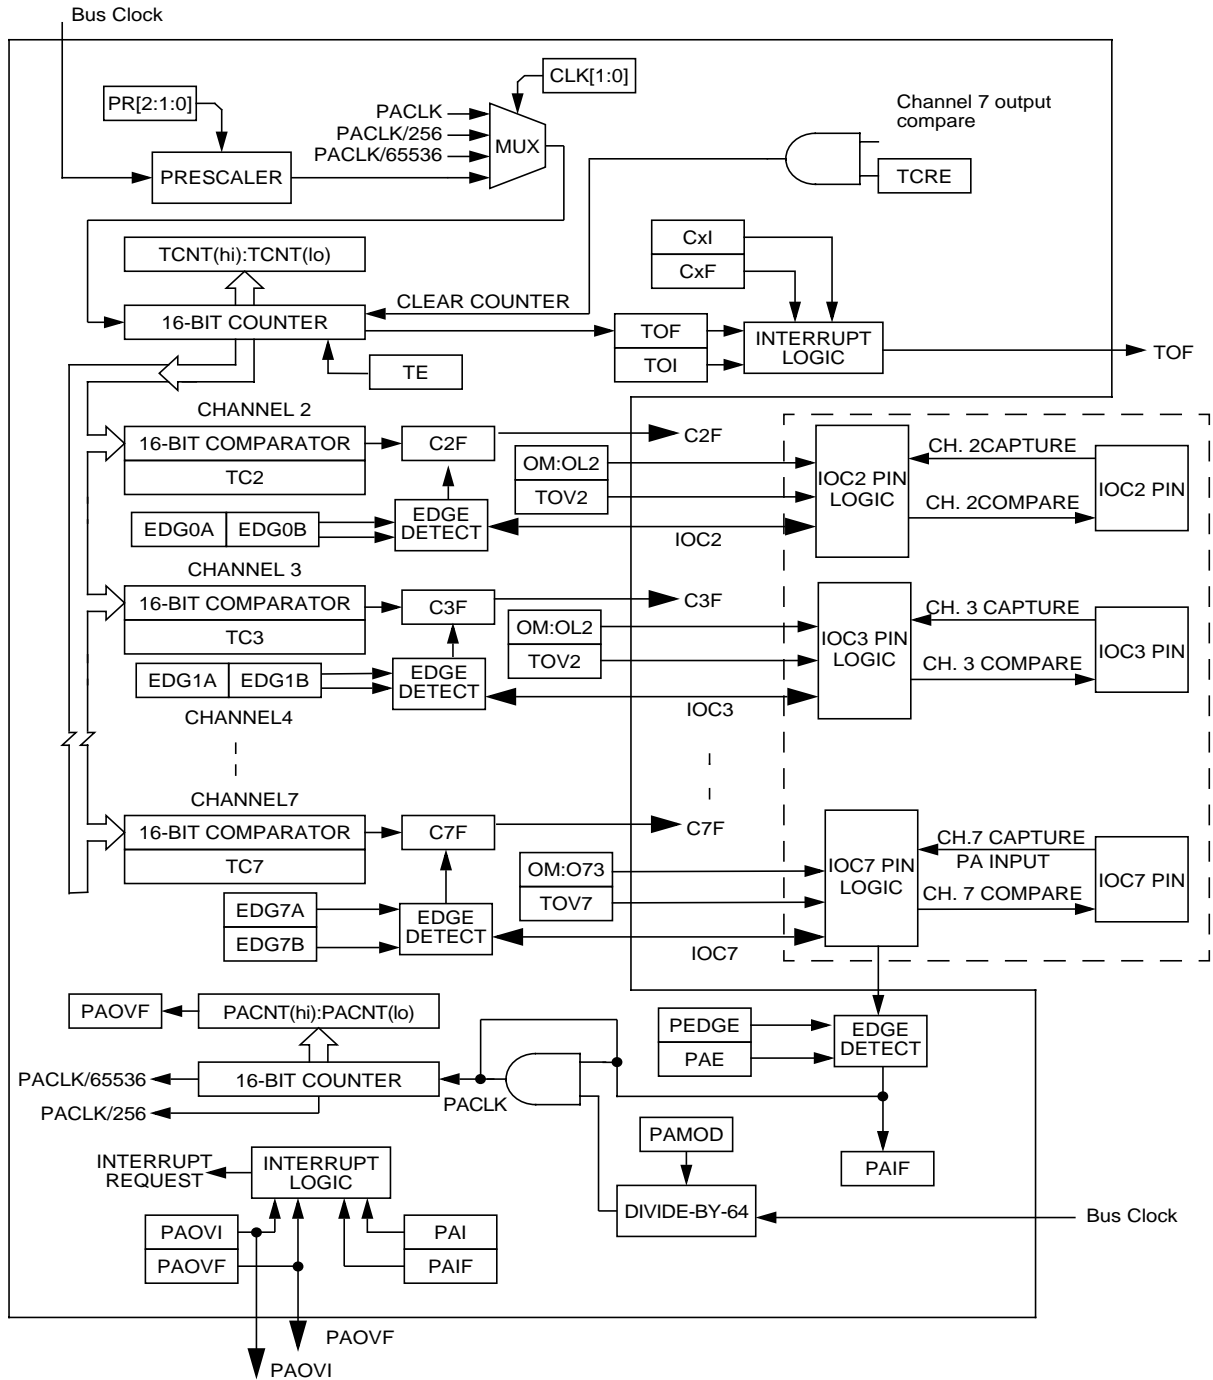 Bus Clock
CLK[1:0]
PR[2:1:0]
PACLK
PACLK/256
PACLK/65536
MUX
Channel 7 output
compare
PRESCALER
TCRE
CxI
CxF
TCNT(hi):TCNT(lo)
CLEAR COUNTER
16-BIT COUNTER
TOF
TOI
INTERRUPT
LOGIC
TOF
TE
CHANNEL 2
16-BIT COMPARATOR
TC2
C2F
C2F
OM:OL2
TOV2
IOC2 PIN
LOGIC
CH. 2CAPTURE
CH. 2COMPARE
IOC2 PIN
EDG0A
EDG0B
EDGE
DETECT
IOC2
CHANNEL 3
16-BIT COMPARATOR
TC3
C3F
C3F
OM:OL2
TOV2
IOC3 PIN
LOGIC
CH. 3 CAPTURE
CH. 3 COMPARE
IOC3 PIN
EDG1A
EDG1B
EDGE
DETECT
IOC3
CHANNEL4
CHANNEL7
16-BIT COMPARATOR
TC7
C7F
C7F
OM:O73
TOV7
IOC7 PIN
LOGIC
CH.7 CAPTURE
PA INPUT
CH. 7 COMPARE
IOC7 PIN
EDG7A
EDG7B
EDGE
DETECT
IOC7
PAOVF
PACNT(hi):PACNT(lo)
PEDGE
PAE
EDGE
DETECT
PACLK/65536
16-BIT COUNTER
PACLK
PACLK/256
PAMOD
PAIF
INTERRUPT
REQUEST
INTERRUPT
LOGIC
DIVIDE-BY-64
Bus Clock
PAOVI
PAOVF
PAI
PAIF
PAOVF
PAOVI